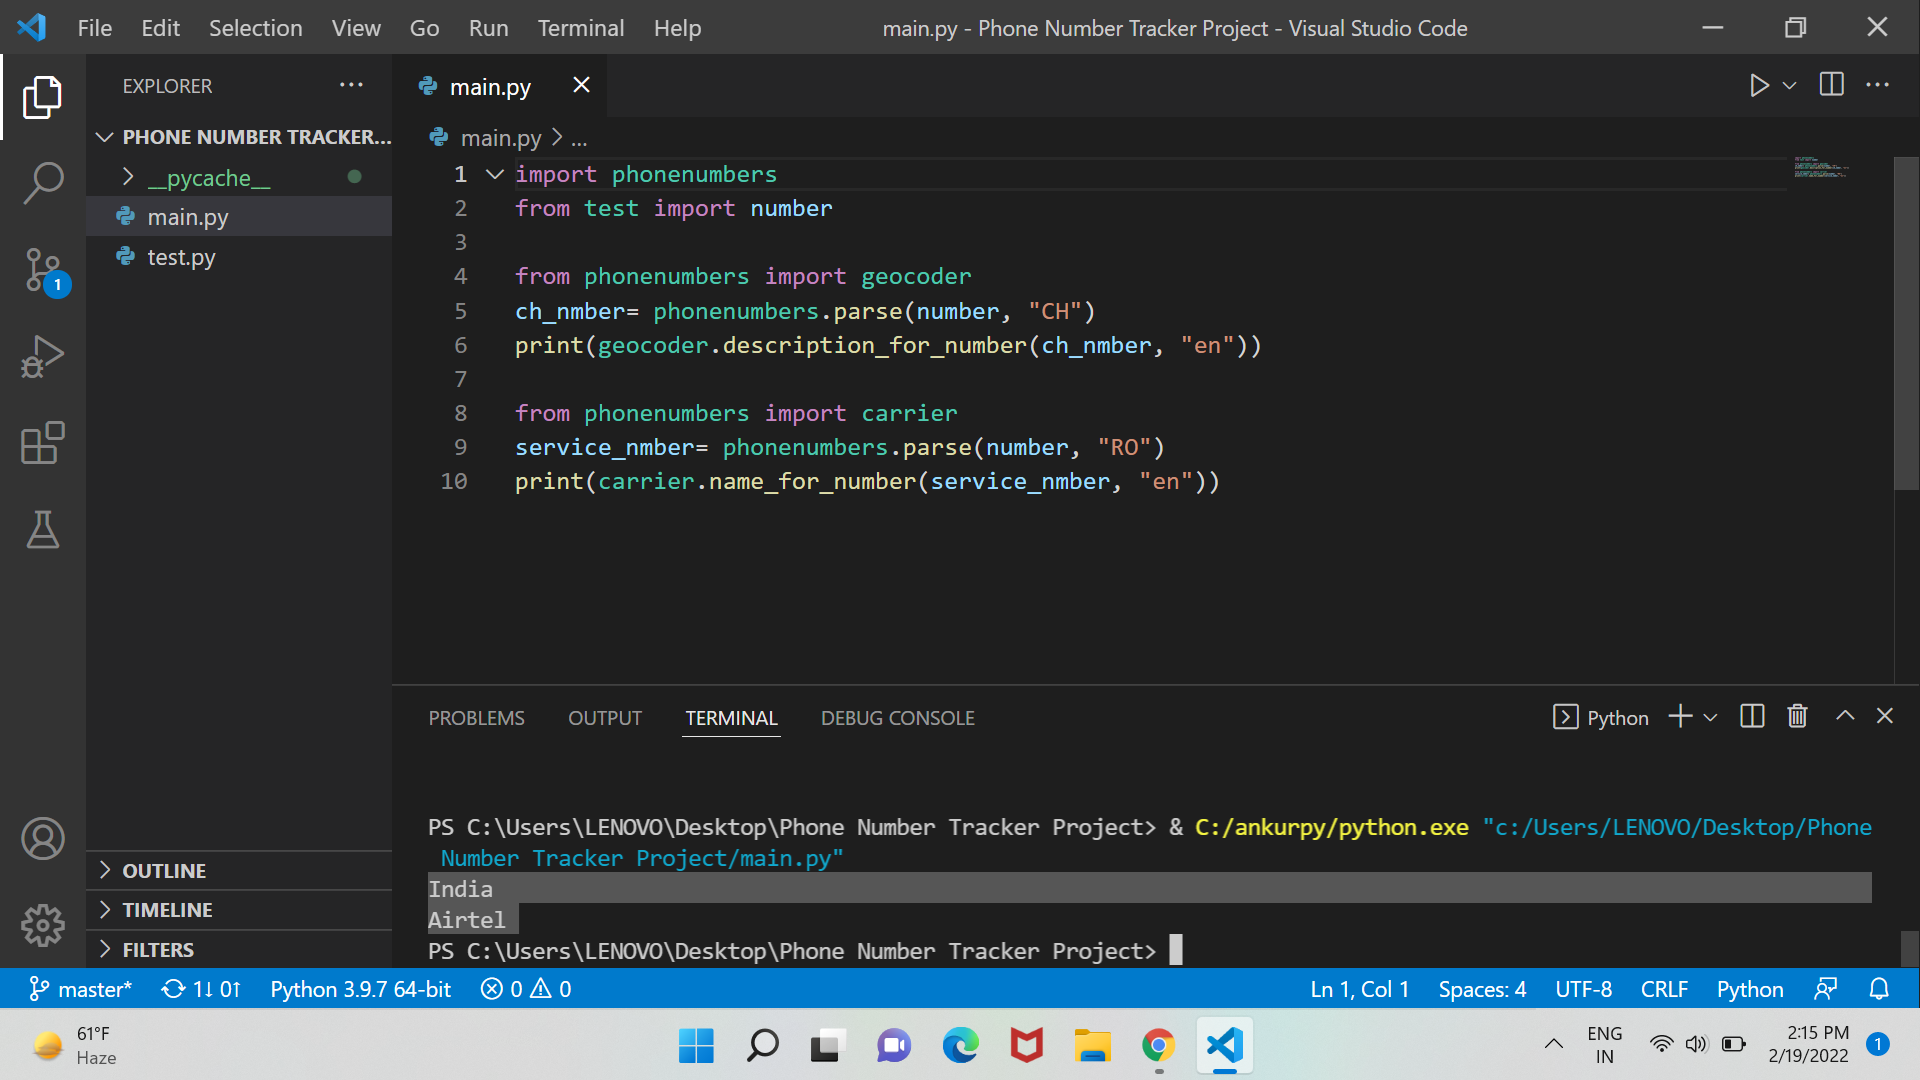 File Edit Selection View Go Run Terminal Help
main.py - Phone Number Tracker Project - Visual Studio Code
EXPLORER
PHONE NUMBER TRACKER...
__pycache__
main.py
test.py
1
OUTLINE
TIMELINE
FILTERS
main.py
main.py > ...
1 import phonenumbers
2 from test import number
3
4 from phonenumbers import geocoder
5 ch_nmber= phonenumbers.parse(number, "CH")
6 print(geocoder.description_for_number(ch_nmber, "en"))
7
8 from phonenumbers import carrier
9 service_nmber= phonenumbers.parse(number, "RO")
10 print(carrier.name_for_number(service_nmber, "en"))
PROBLEMS OUTPUT TERMINAL DEBUG CONSOLE
Python
PS C:\Users\LENOVO\Desktop\Phone Number Tracker Project> & C:/ankurpy/python.exe "c:/Users/LENOVO/Desktop/Phone
Number Tracker Project/main.py"
India
Airtel
PS C:\Users\LENOVO\Desktop\Phone Number Tracker Project>
master* 1↓ 0↑ Python 3.9.7 64-bit 0 0 Ln 1, Col 1 Spaces: 4 UTF-8 CRLF Python
61°F
Haze
ENG
IN
2:15 PM
2/19/2022
1